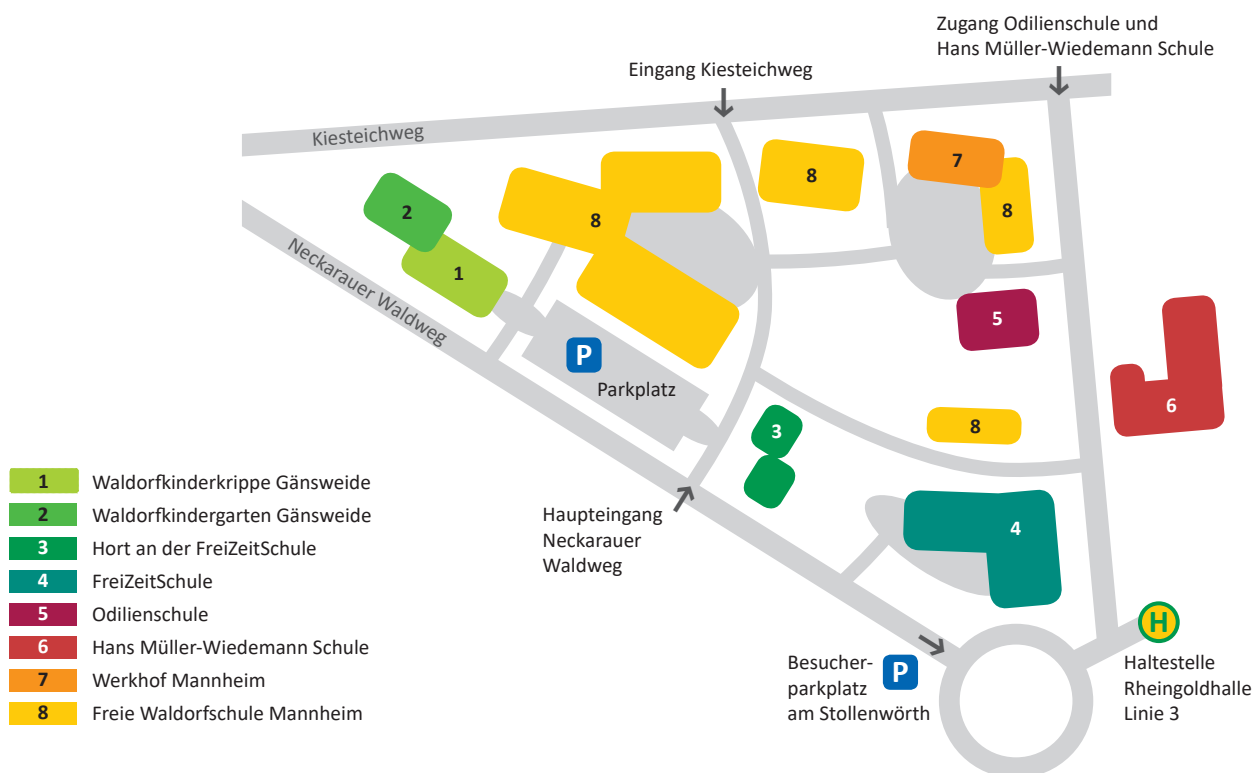 Zugang Odilienschule und
Hans Müller-Wiedemann Schule
Eingang Kiesteichweg
Kiesteichweg
7
8
8
2
8
Neckarauer Waldweg
1
5
P
Parkplatz
6
3
8
1 Waldorfkinderkrippe Gänsweide
2 Waldorfkindergarten Gänsweide
3 Hort an der FreiZeitSchule
4 FreiZeitSchule
5 Odilienschule
6 Hans Müller-Wiedemann Schule
7 Werkhof Mannheim
8 Freie Waldorfschule Mannheim
Haupteingang
Neckarauer
Waldweg
4
H
Besucher-
parkplatz
am Stollenwörth
P
Haltestelle
Rheingoldhalle
Linie 3